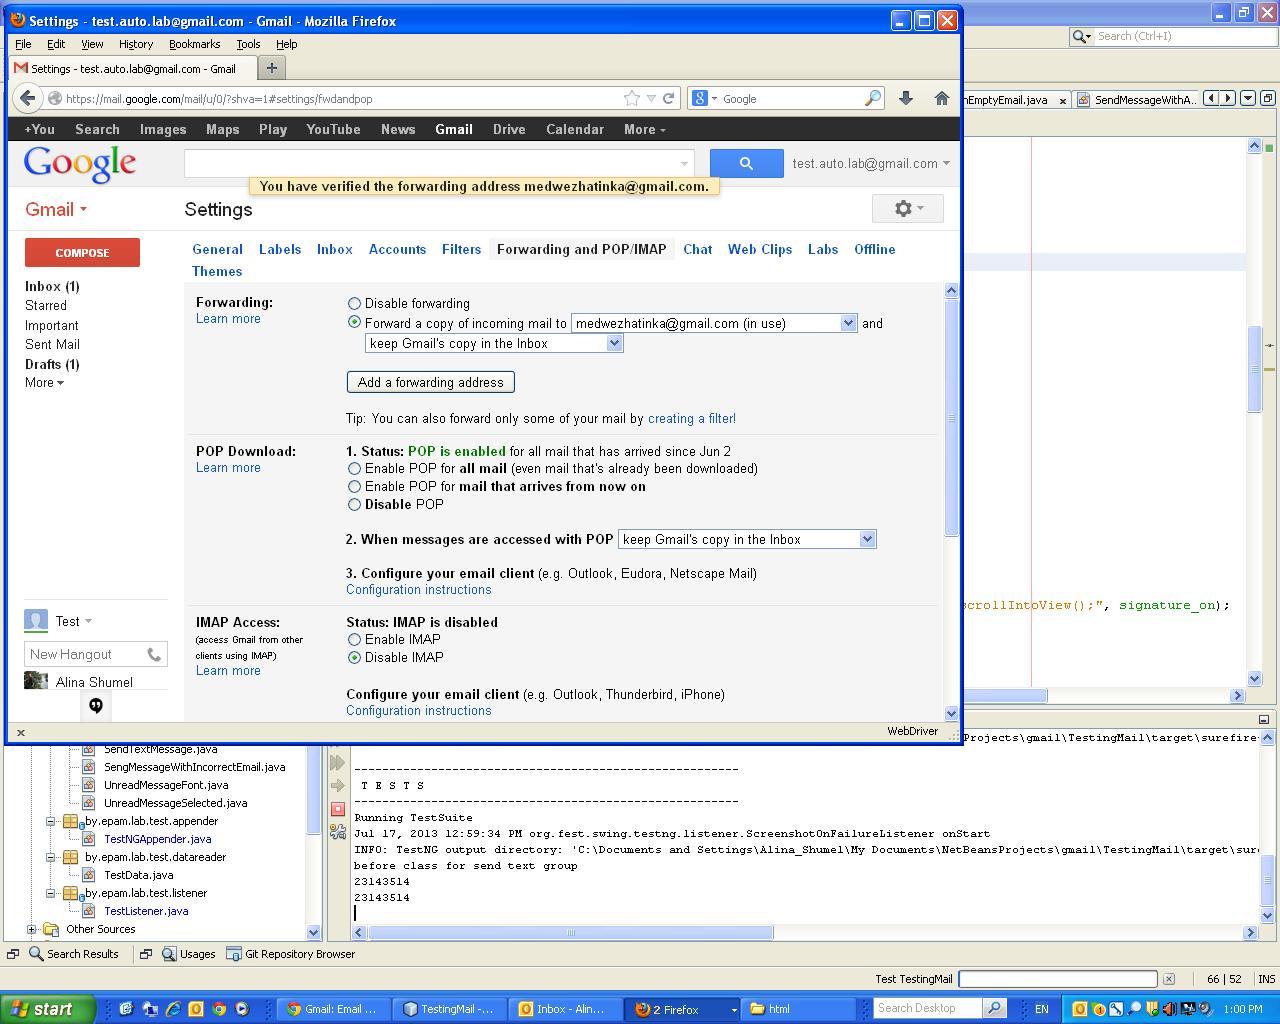 Settings - test.auto.lab@gmail.com - Gmail - Mozilla Firefox
File Edit View History Bookmarks Tools Help
Settings - test.auto.lab@gmail.com - Gmail
https://mail.google.com/mail/u/0/?shva=1#settings/fwdandpop
Google
+You Search Images Maps Play YouTube News Gmail Drive Calendar More
Google
test.auto.lab@gmail.com
You have verified the forwarding address medwezhatinka@gmail.com.
Gmail
Settings
COMPOSE
Inbox (1)
Starred
Important
Sent Mail
Drafts (1)
More
Test
New Hangout
Alina Shumel
General Labels Inbox Accounts Filters Forwarding and POP/IMAP Chat Web Clips Labs Offline
Themes
Forwarding:
Learn more
Disable forwarding
Forward a copy of incoming mail to medwezhatinka@gmail.com (in use) and
keep Gmail's copy in the Inbox
Add a forwarding address
Tip: You can also forward only some of your mail by creating a filter!
POP Download:
Learn more
1. Status: POP is enabled for all mail that has arrived since Jun 2
Enable POP for all mail (even mail that's already been downloaded)
Enable POP for mail that arrives from now on
Disable POP
2. When messages are accessed with POP keep Gmail's copy in the Inbox
3. Configure your email client (e.g. Outlook, Eudora, Netscape Mail)
Configuration instructions
IMAP Access:
(access Gmail from other
clients using IMAP)
Learn more
Status: IMAP is disabled
Enable IMAP
Disable IMAP
Configure your email client (e.g. Outlook, Thunderbird, iPhone)
Configuration instructions
WebDriver
Search (Ctrl+I)
nEmptyEmail.java SendMessageWithA..
scrollIntoView();", signature_on);
SendTextMessage.java
SengMessageWithIncorrectEmail.java
UnreadMessageFont.java
UnreadMessageSelected.java
by.epam.lab.test.appender
TestNGAppender.java
by.epam.lab.test.datareader
TestData.java
by.epam.lab.test.listener
TestListener.java
Other Sources
Projects\gmail\TestingMail\target\surefire-
-------------------------------------------------------
T E S T S
-------------------------------------------------------
Running TestSuite
Jul 17, 2013 12:59:34 PM org.fest.swing.testng.listener.ScreenshotOnFailureListener onStart
INFO: TestNG output directory: 'C:\Documents and Settings\Alina_Shumel\My Documents\NetBeansProjects\gmail\TestingMail\target\sure
before class for send text group
23143514
23143514
Search Results Usages Git Repository Browser
Test TestingMail 66 | 52 INS
start Gmail: Email ... TestingMail -... Inbox - Alin... 2 Firefox html Search Desktop EN 1:00 PM